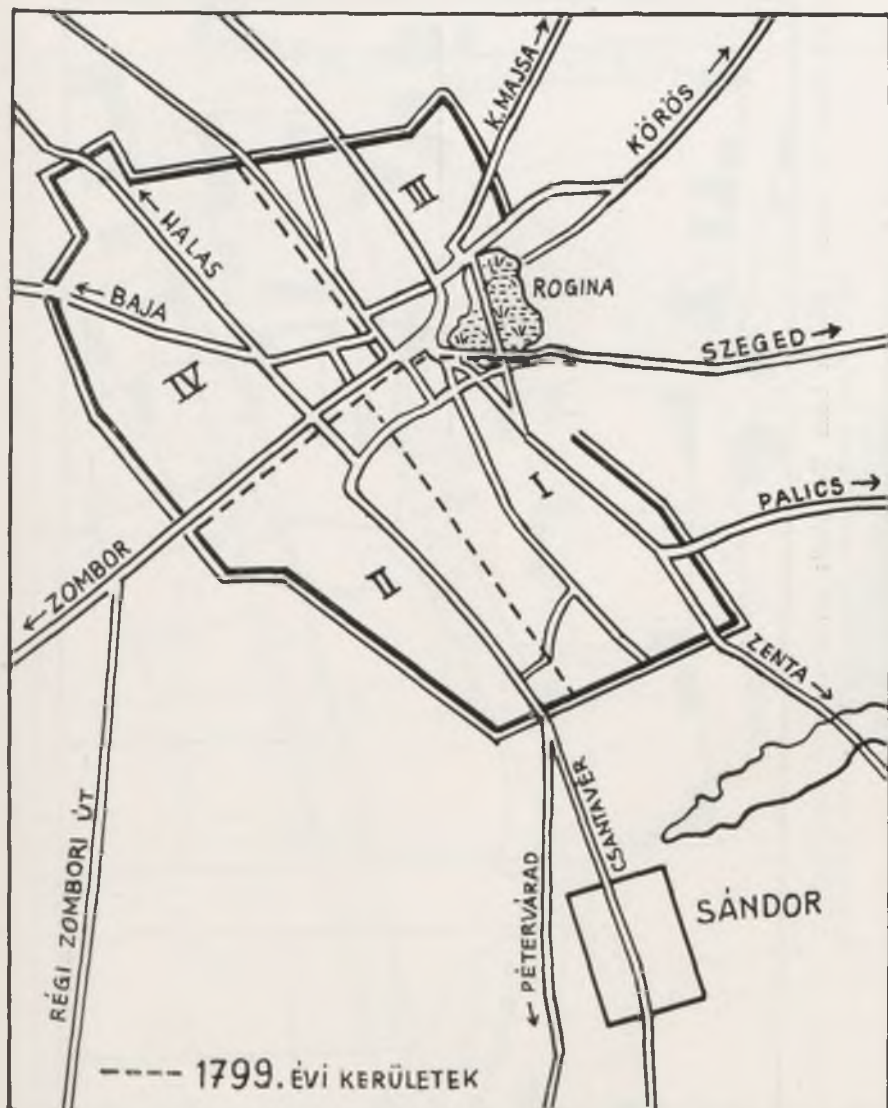 K. MAJSA →
KÖRÖS →
III
← HALAS
ROGINA
← BAJA
SZEGED →
IV
I
PALICS →
II
← ZOMBOR
ZENTA →
CSANTAVÉR
SÁNDOR
← PÉTERVÁRAD
RÉGI ZOMBORI ÚT
---- 1799. ÉVI KERÜLETEK